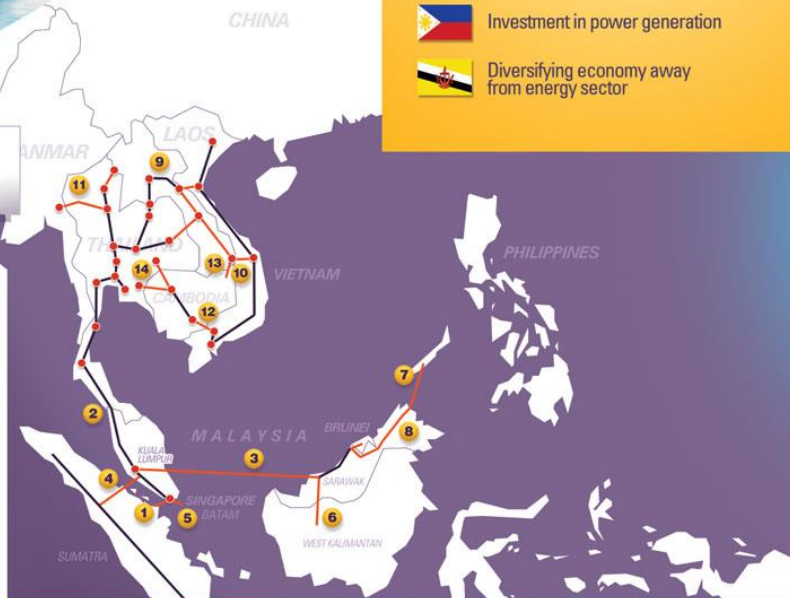 CHINA
Investment in power generation
Diversifying economy away
from energy sector
LAOS
ANMAR
9
11
THAILAND
PHILIPPINES
14
13
10
VIETNAM
CAMBODIA
12
7
2
MALAYSIA
BRUNEI
8
KUALA
LUMPUR
3
4
SARAWAK
SINGAPORE
1
5
BATAM
6
WEST KALIMANTAN
SUMATRA